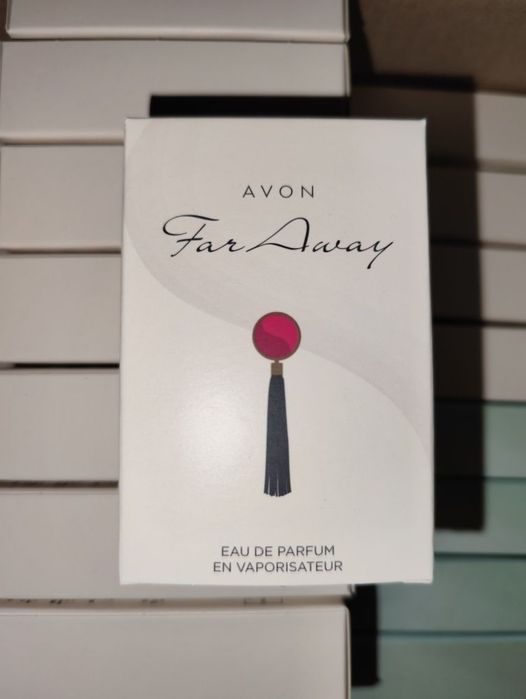 AVON
Far Away
EAU DE PARFUM
EN VAPORISATEUR